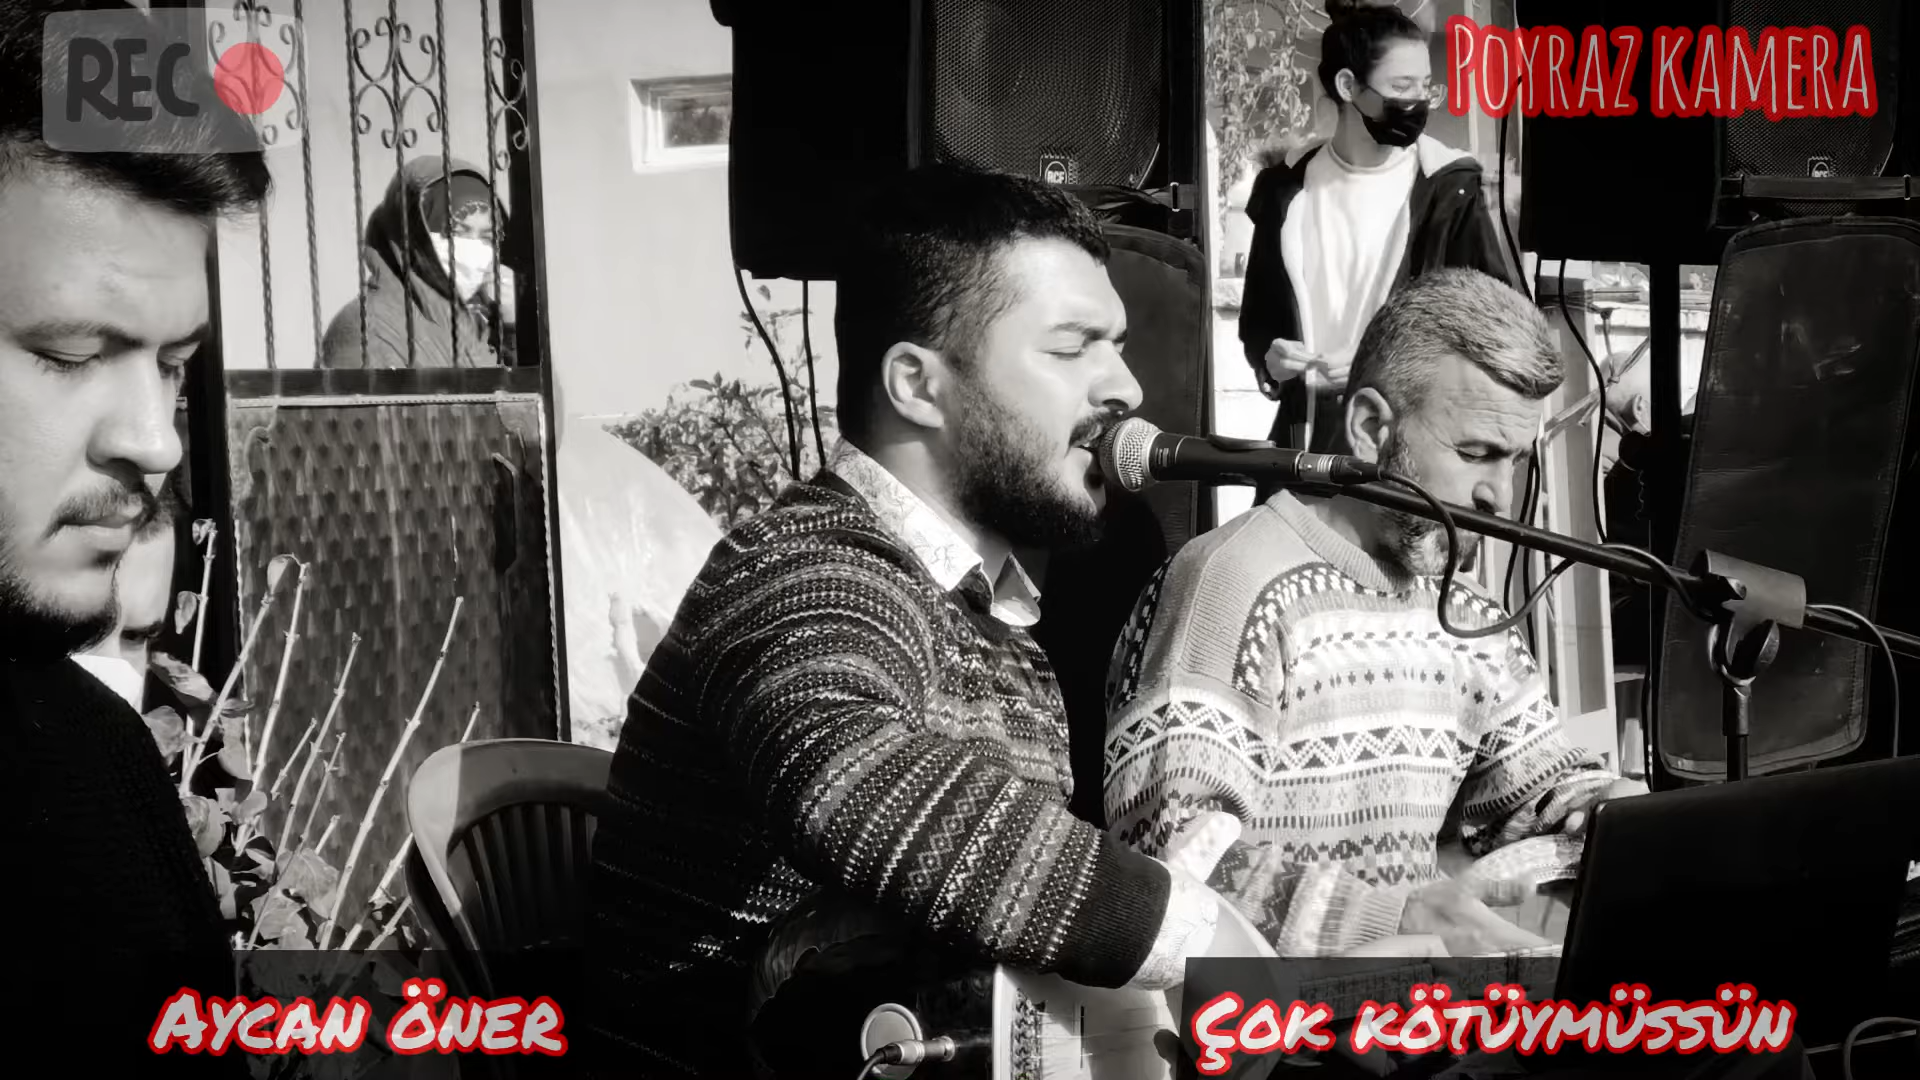 REC
POYRAZ KAMERA
RCF
RCF
AYCAN ÖNER
ÇOK KÖTÜYMÜSSÜN